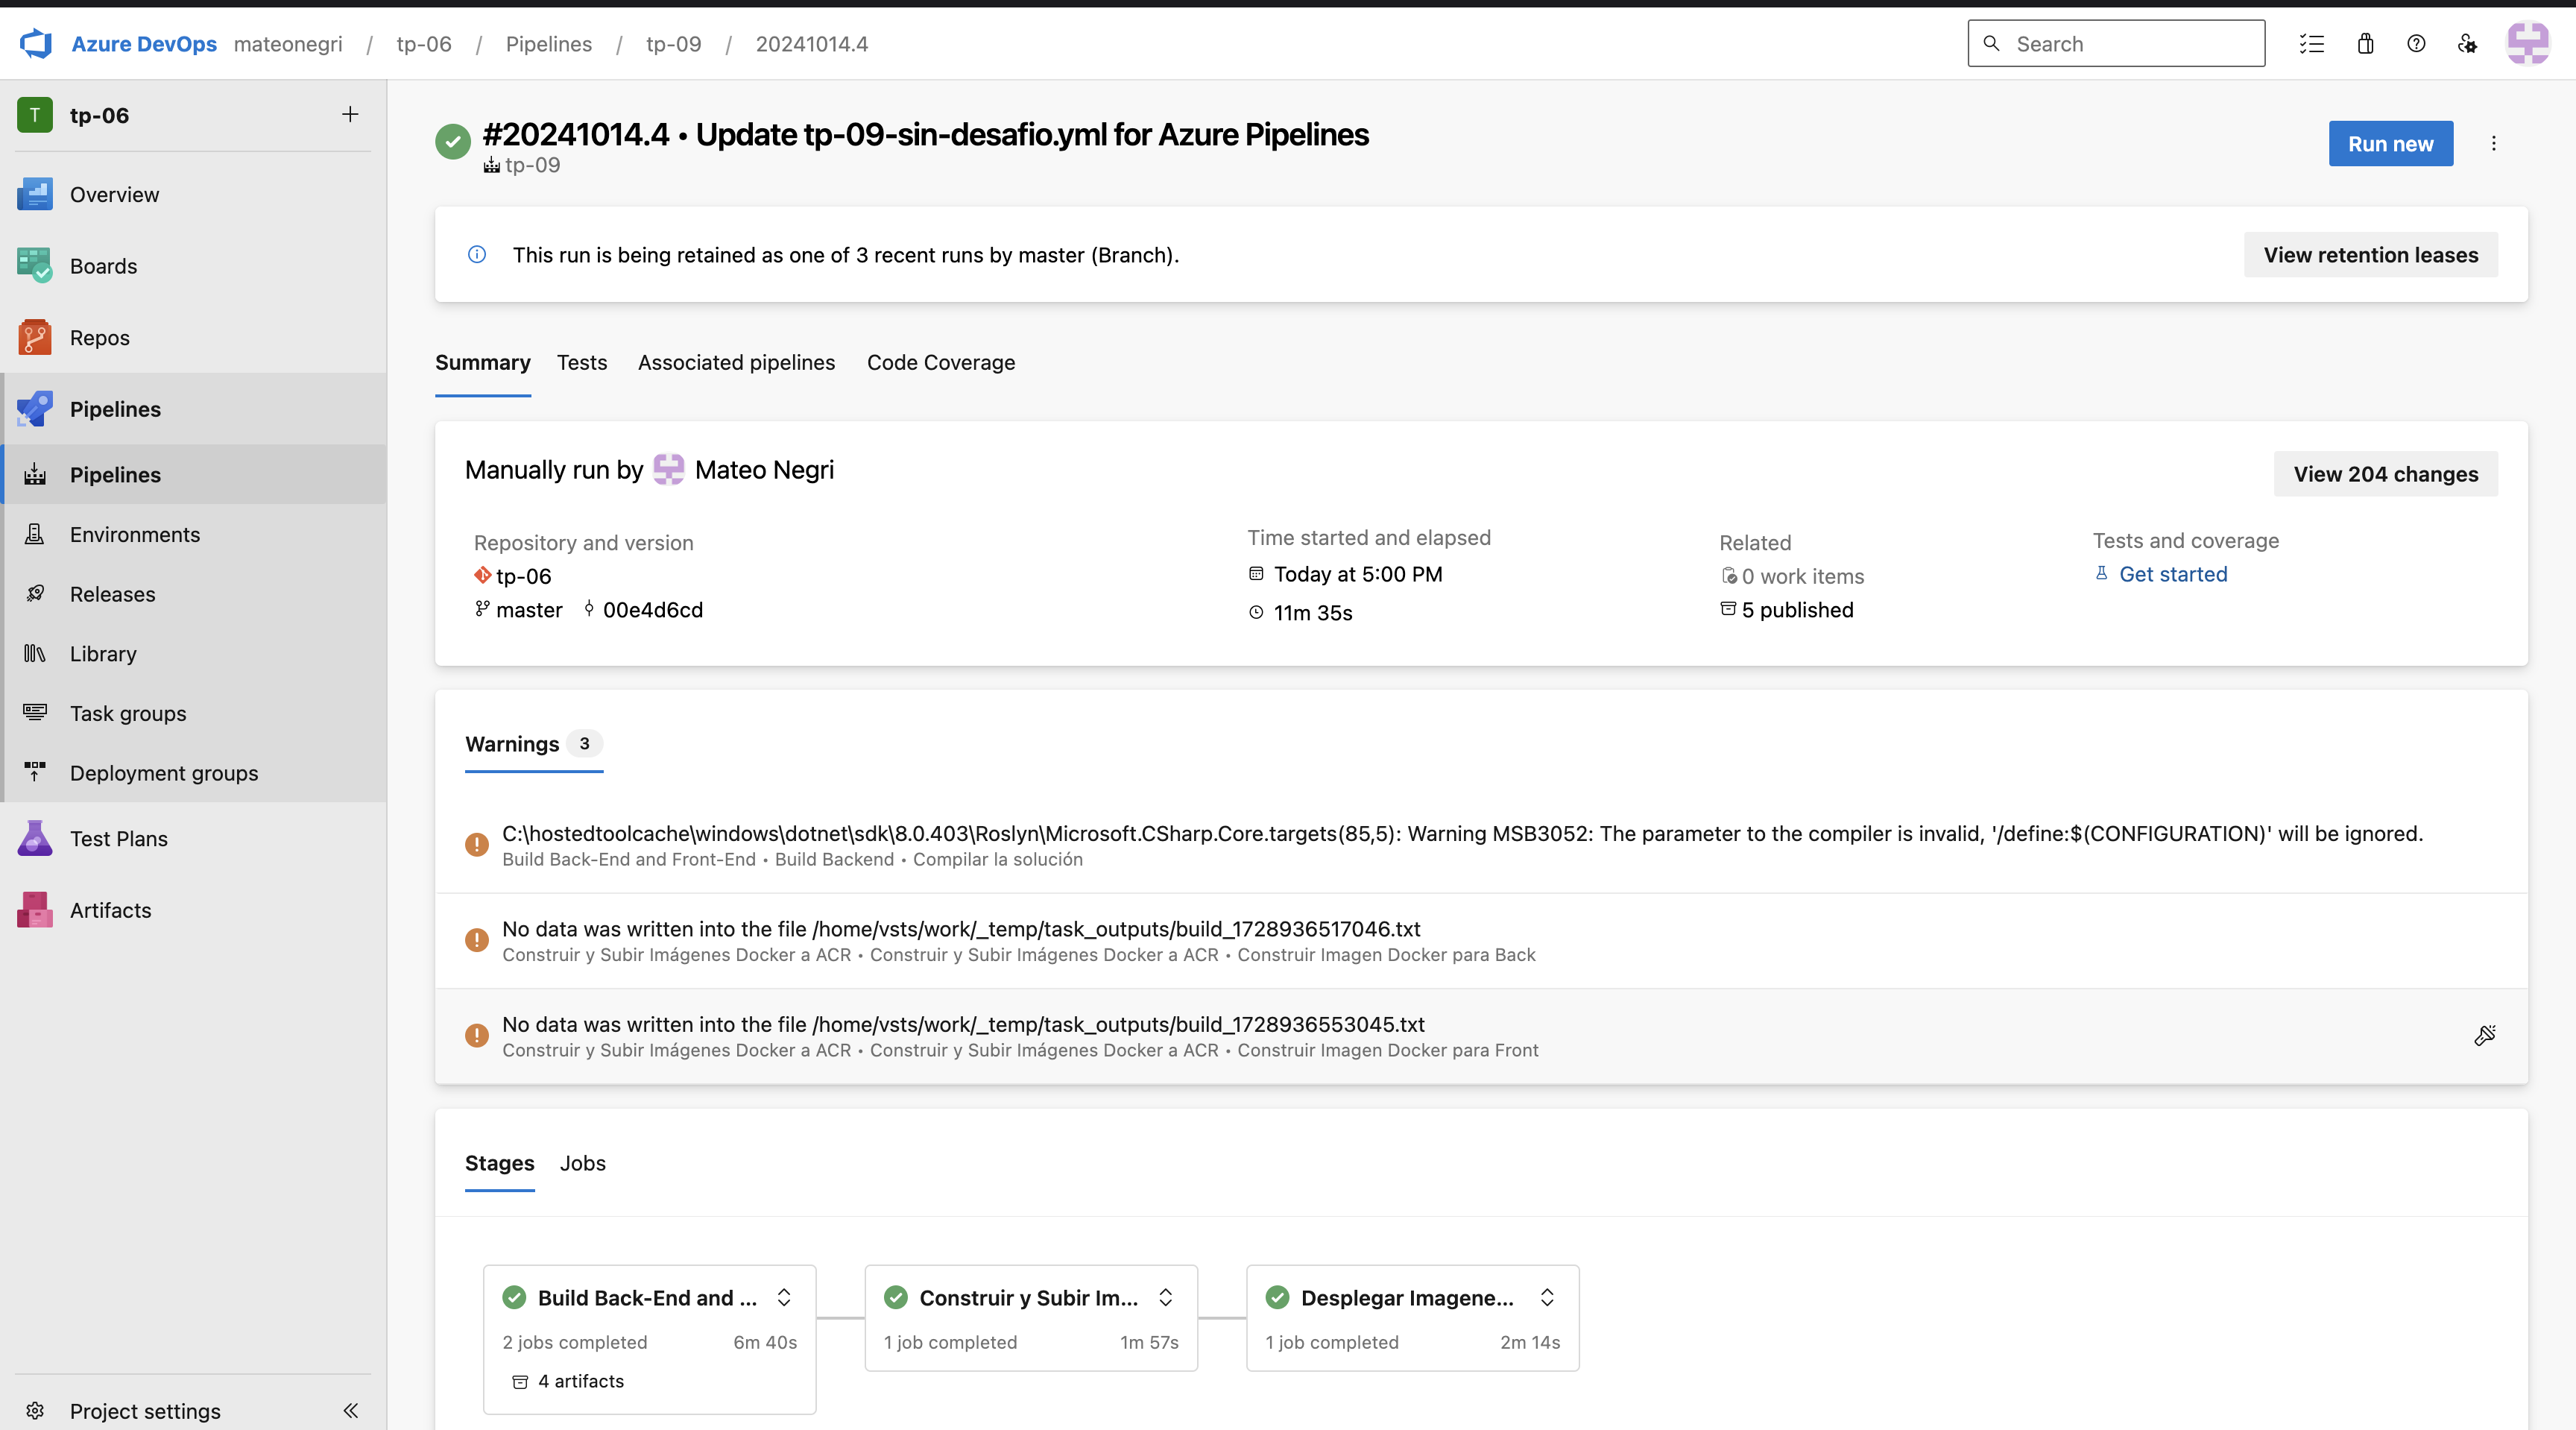 Azure DevOps mateonegri / tp-06 / Pipelines / tp-09 / 20241014.4
Search
T tp-06
Overview
Boards
Repos
Pipelines
Pipelines
Environments
Releases
Library
Task groups
Deployment groups
Test Plans
Artifacts
Project settings
#20241014.4 • Update tp-09-sin-desafio.yml for Azure Pipelines
tp-09
Run new
This run is being retained as one of 3 recent runs by master (Branch).
View retention leases
Summary Tests Associated pipelines Code Coverage
Manually run by Mateo Negri
View 204 changes
Repository and version
tp-06
master 00e4d6cd
Time started and elapsed
Today at 5:00 PM
11m 35s
Related
0 work items
5 published
Tests and coverage
Get started
Warnings 3
C:\hostedtoolcache\windows\dotnet\sdk\8.0.403\Roslyn\Microsoft.CSharp.Core.targets(85,5): Warning MSB3052: The parameter to the compiler is invalid, '/define:$(CONFIGURATION)' will be ignored.
Build Back-End and Front-End • Build Backend • Compilar la solución
No data was written into the file /home/vsts/work/_temp/task_outputs/build_1728936517046.txt
Construir y Subir Imágenes Docker a ACR • Construir y Subir Imágenes Docker a ACR • Construir Imagen Docker para Back
No data was written into the file /home/vsts/work/_temp/task_outputs/build_1728936553045.txt
Construir y Subir Imágenes Docker a ACR • Construir y Subir Imágenes Docker a ACR • Construir Imagen Docker para Front
Stages Jobs
Build Back-End and ...
2 jobs completed 6m 40s
4 artifacts
Construir y Subir Im...
1 job completed 1m 57s
Desplegar Imagene...
1 job completed 2m 14s